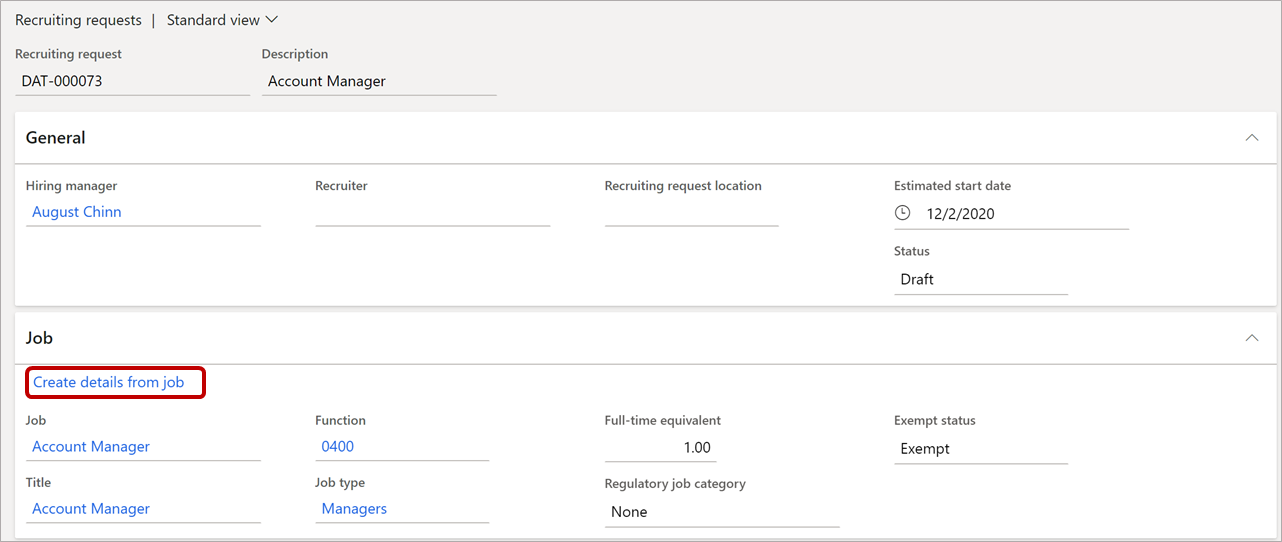 Recruiting requests | Standard view
Recruiting request Description
DAT-000073 Account Manager
General
Hiring manager Recruiter Recruiting request location Estimated start date
August Chinn 12/2/2020
Status
Draft
Job
Create details from job
Job Function Full-time equivalent Exempt status
Account Manager 0400 1.00 Exempt
Title Job type Regulatory job category
Account Manager Managers None